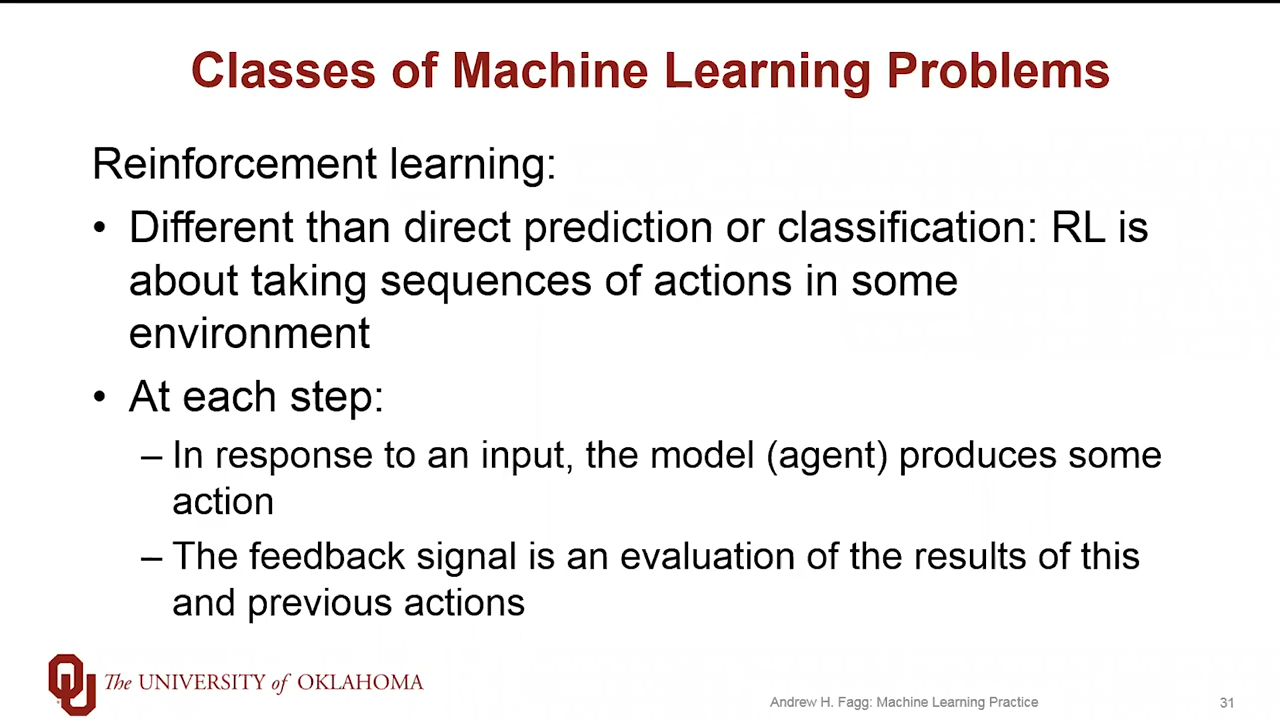 Classes of Machine Learning Problems
Reinforcement learning:
• Different than direct prediction or classification: RL is
about taking sequences of actions in some
environment
• At each step:
– In response to an input, the model (agent) produces some
action
– The feedback signal is an evaluation of the results of this
and previous actions
The UNIVERSITY of OKLAHOMA
Andrew H. Fagg: Machine Learning Practice
31